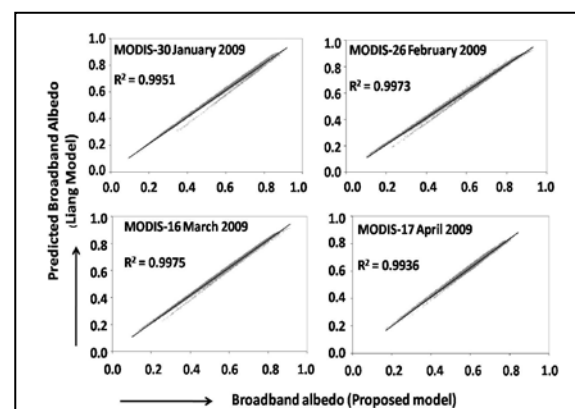 MODIS-30 January 2009
R² = 0.9951
1.0
0.8
0.6
0.4
0.2
0.0
0.0 0.2 0.4 0.6 0.8 1.0
MODIS-26 February 2009
R² = 0.9973
1.0
0.8
0.6
0.4
0.2
0.0
0.0 0.2 0.4 0.6 0.8 1.0
MODIS-16 March 2009
R² = 0.9975
1.0
0.8
0.6
0.4
0.2
0.0
0.0 0.2 0.4 0.6 0.8 1.0
MODIS-17 April 2009
R² = 0.9936
1.0
0.8
0.6
0.4
0.2
0.0
0.0 0.2 0.4 0.6 0.8 1.0
Predicted Broadband Albedo
(Liang Model)
Broadband albedo (Proposed model)